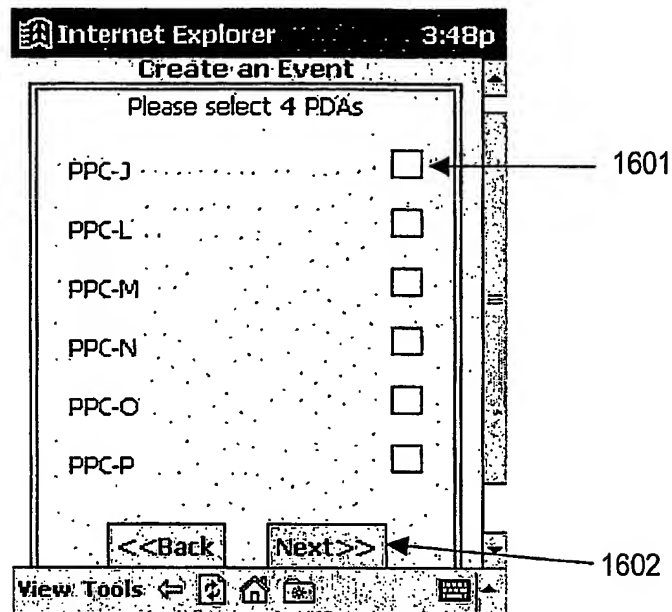 Internet Explorer 3:48p
Create an Event
Please select 4 PDAs
PPC-J 1601
PPC-L
PPC-M
PPC-N
PPC-O
PPC-P
<<Back Next>> 1602
View Tools